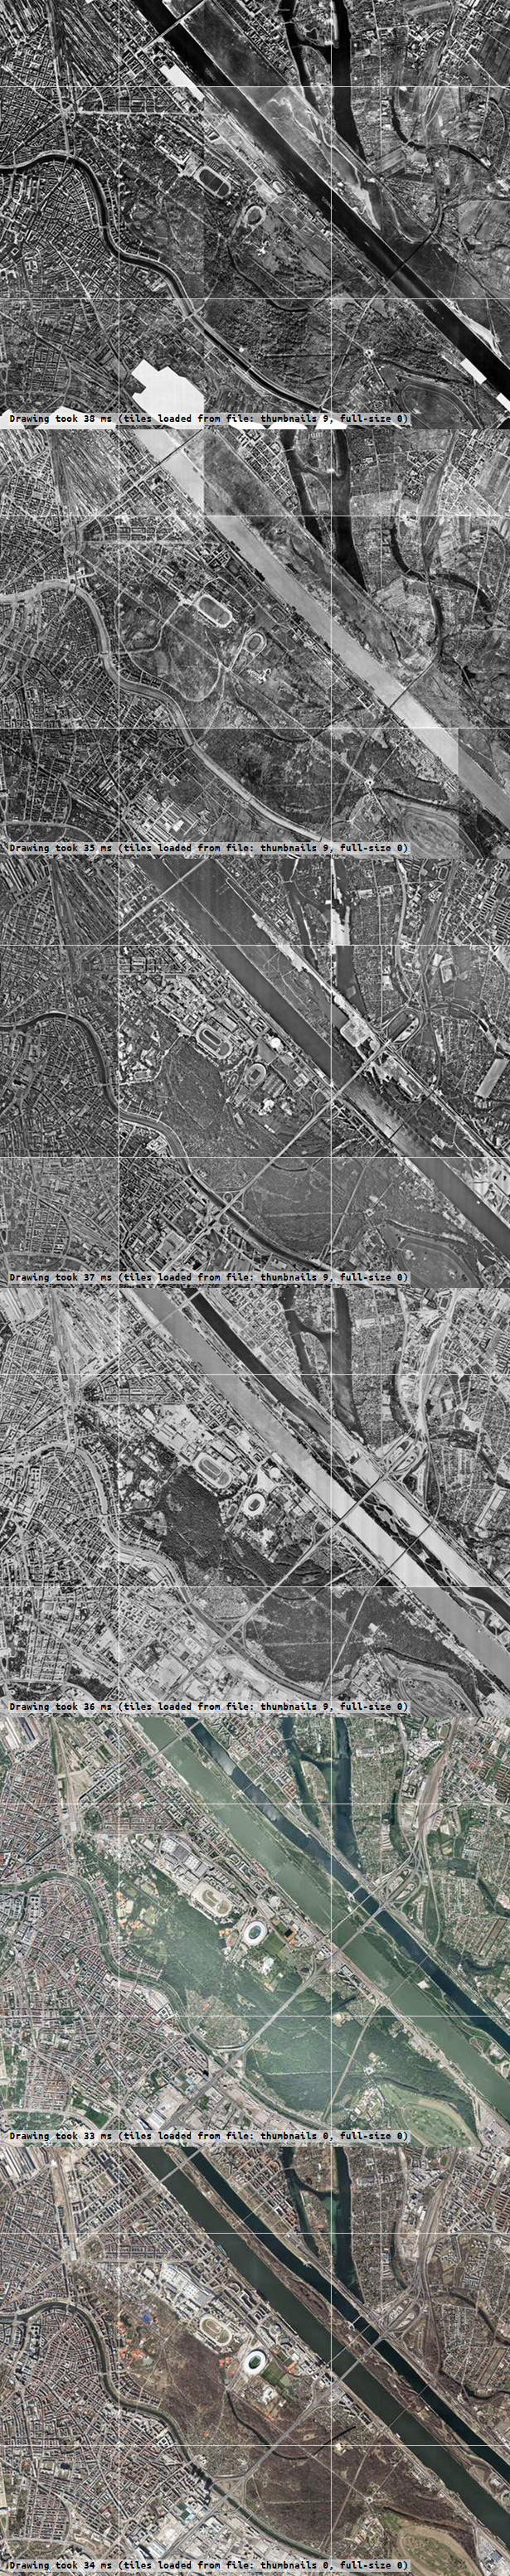 Drawing took 38 ms (tiles loaded from file: thumbnails 9, full-size 0)
Drawing took 35 ms (tiles loaded from file: thumbnails 9, full-size 0)
Drawing took 37 ms (tiles loaded from file: thumbnails 9, full-size 0)
Drawing took 36 ms (tiles loaded from file: thumbnails 9, full-size 0)
Drawing took 33 ms (tiles loaded from file: thumbnails 0, full-size 0)
Drawing took 34 ms (tiles loaded from file: thumbnails 0, full-size 0)